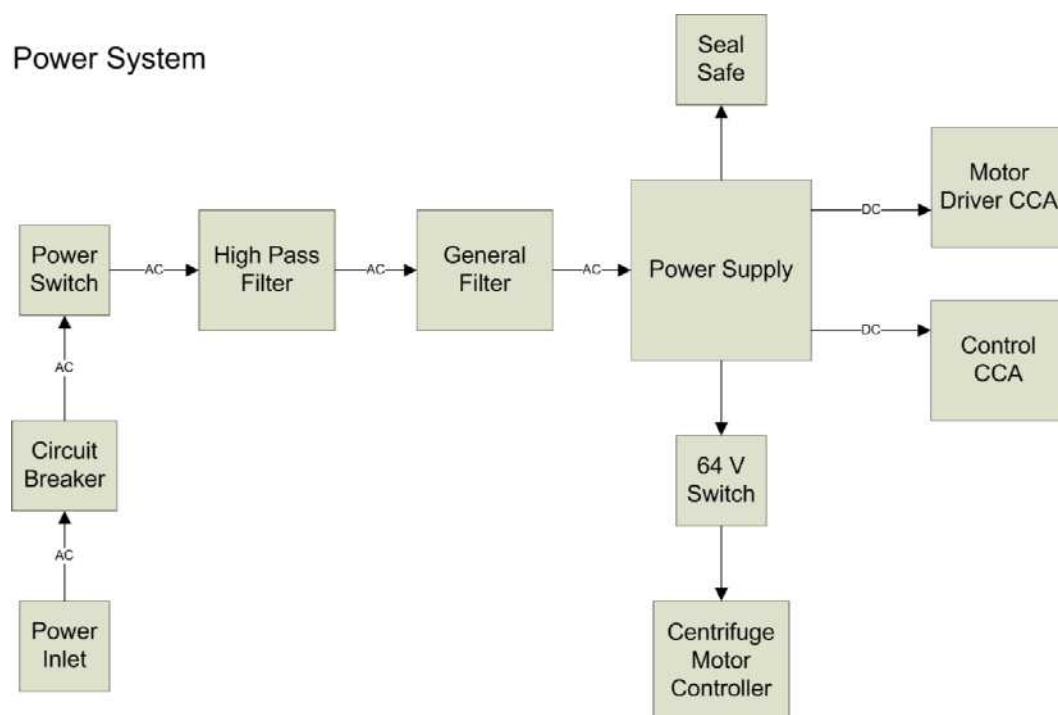 Power System
Seal
Safe
Motor
Driver CCA
Power
Switch
AC
High Pass
Filter
AC
General
Filter
AC
Power Supply
DC
DC
Control
CCA
AC
Circuit
Breaker
AC
Power
Inlet
64 V
Switch
Centrifuge
Motor
Controller